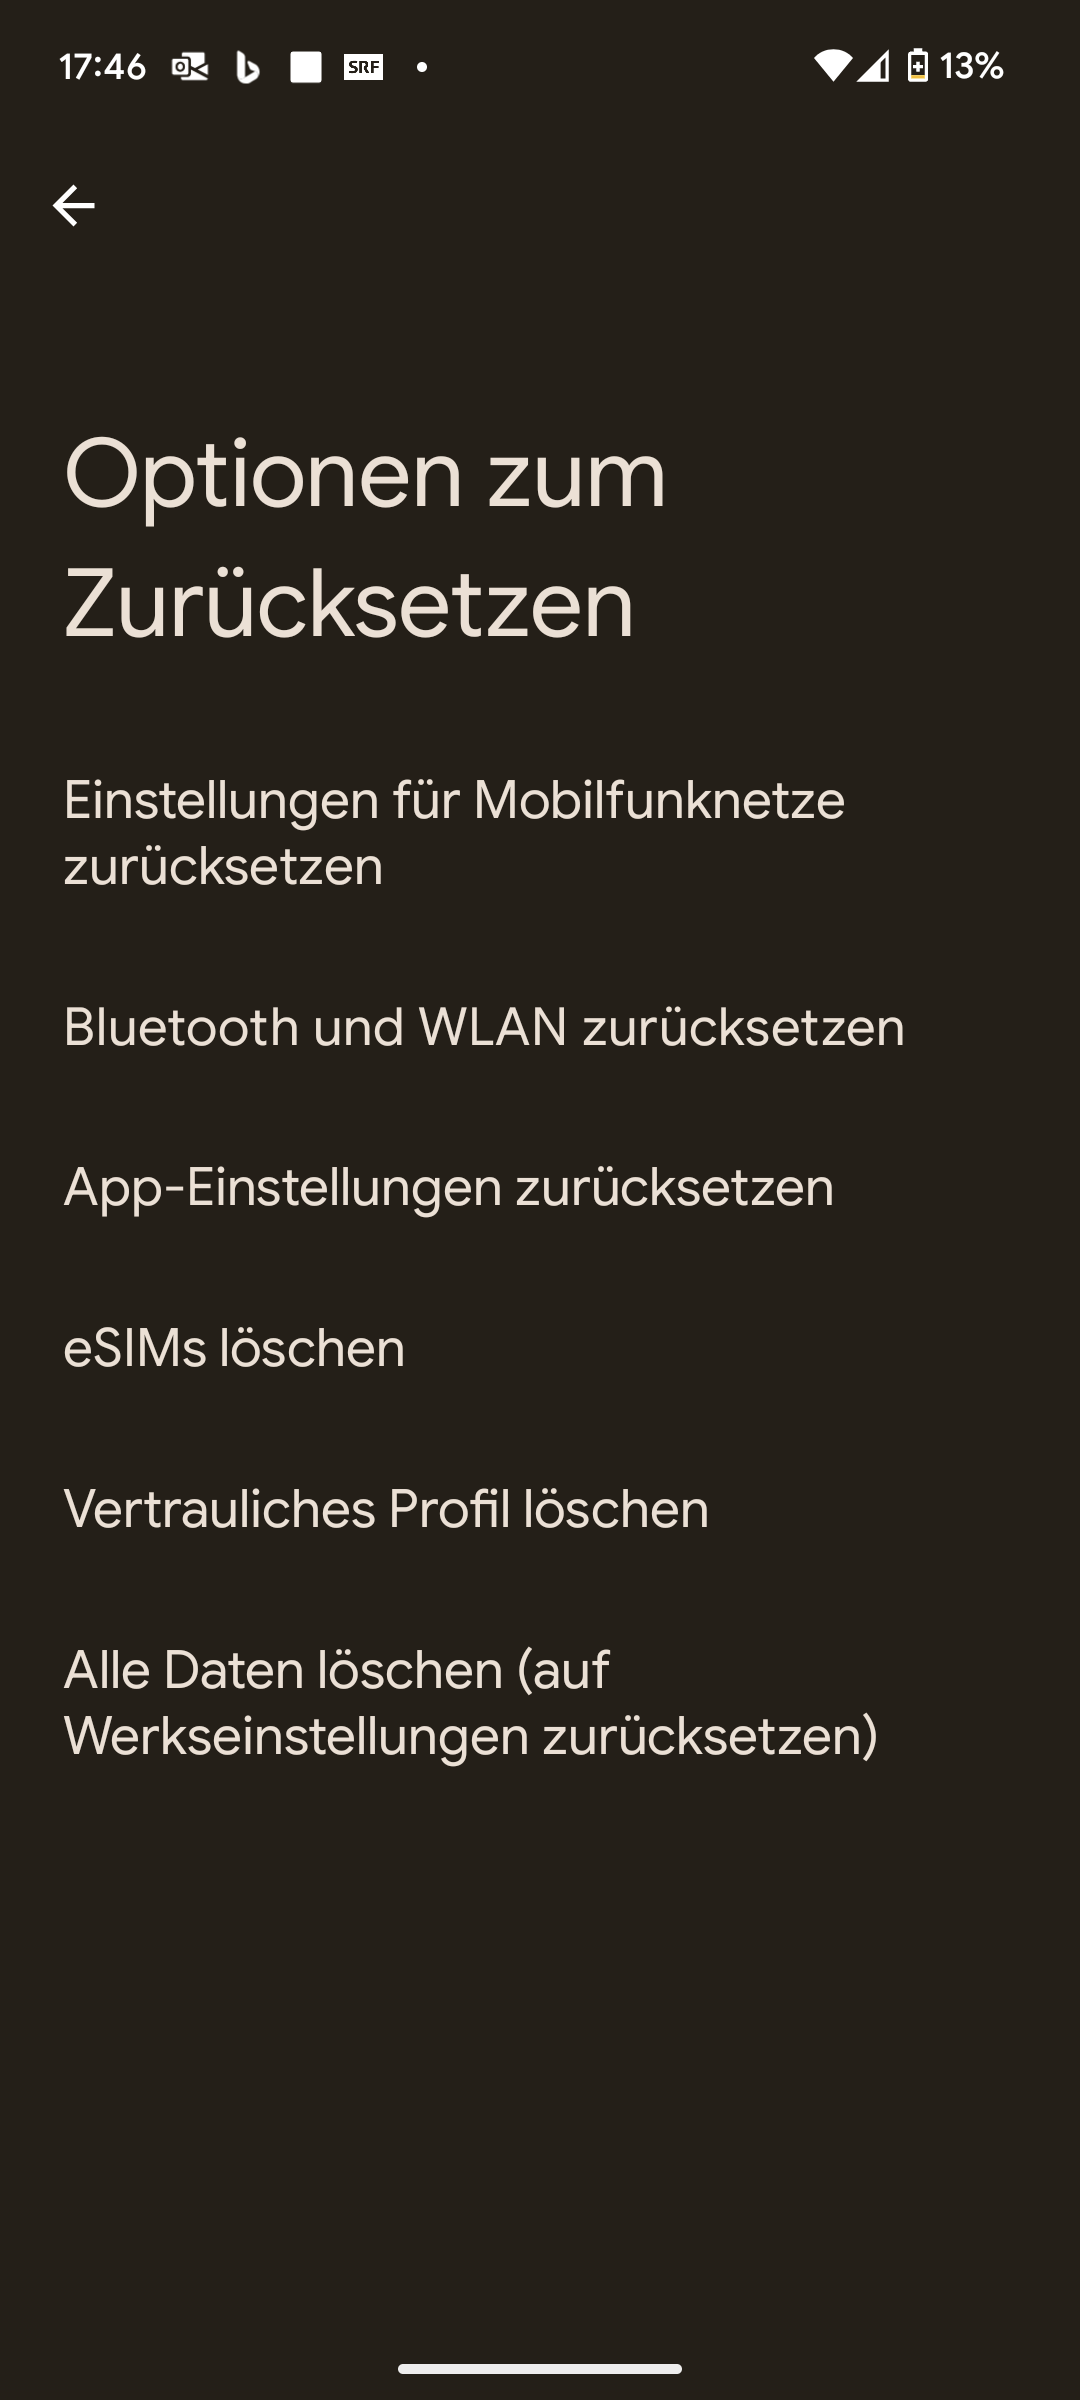 17:46 SRF 13%
Optionen zum
Zurücksetzen
Einstellungen für Mobilfunknetze
zurücksetzen
Bluetooth und WLAN zurücksetzen
App-Einstellungen zurücksetzen
eSIMs löschen
Vertrauliches Profil löschen
Alle Daten löschen (auf
Werkseinstellungen zurücksetzen)